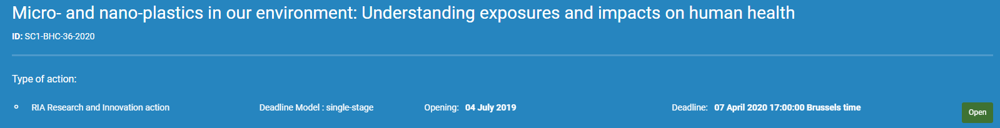 Micro- and nano-plastics in our environment: Understanding exposures and impacts on human health
ID: SC1-BHC-36-2020
Type of action:
RIA Research and Innovation action Deadline Model : single-stage Opening: 04 July 2019 Deadline: 07 April 2020 17:00:00 Brussels time
Open